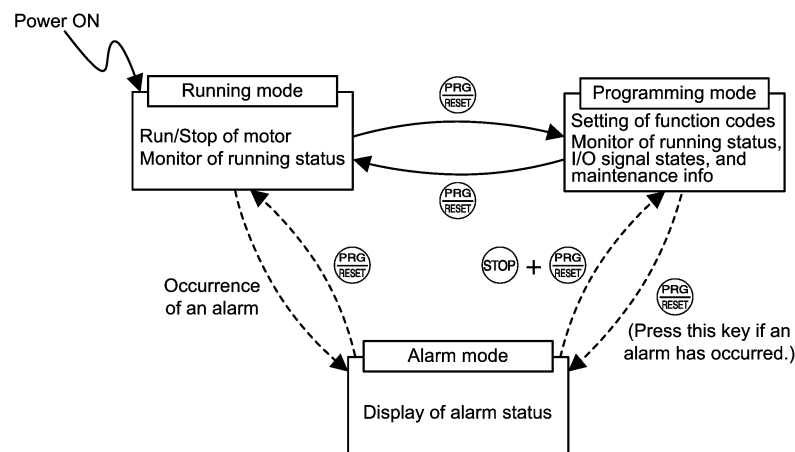 Power ON
Running mode
Run/Stop of motor
Monitor of running status
PRG
RESET
Programming mode
Setting of function codes
Monitor of running status,
I/O signal states, and
maintenance info
PRG
RESET
Occurrence
of an alarm
PRG
RESET
STOP + PRG
RESET
PRG
RESET
(Press this key if an
alarm has occurred.)
Alarm mode
Display of alarm status